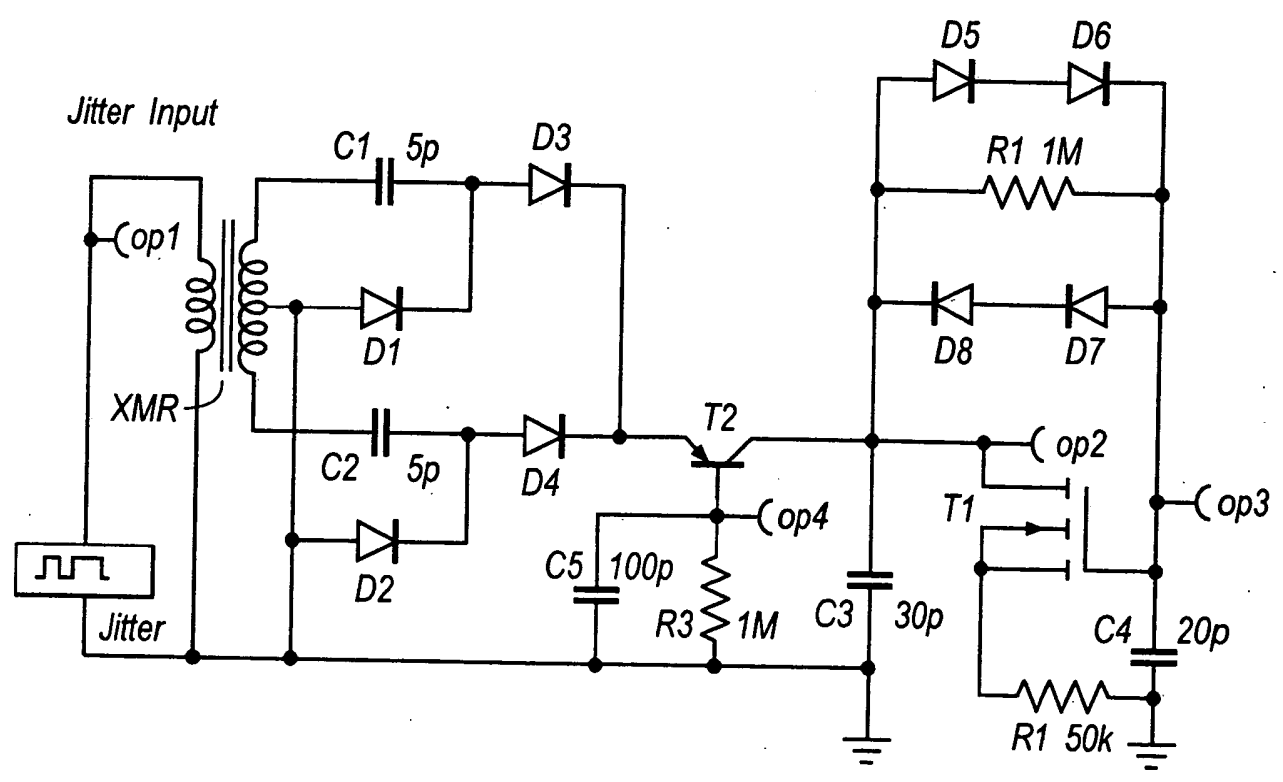 D5 D6
Jitter Input
C1 5p D3
R1 1M
op1
D1
D8 D7
XMR
T2
C2 5p D4
op2
T1
op3
op4
D2
C5 100p
R3 1M
C3 30p
C4 20p
Jitter
R1 50k